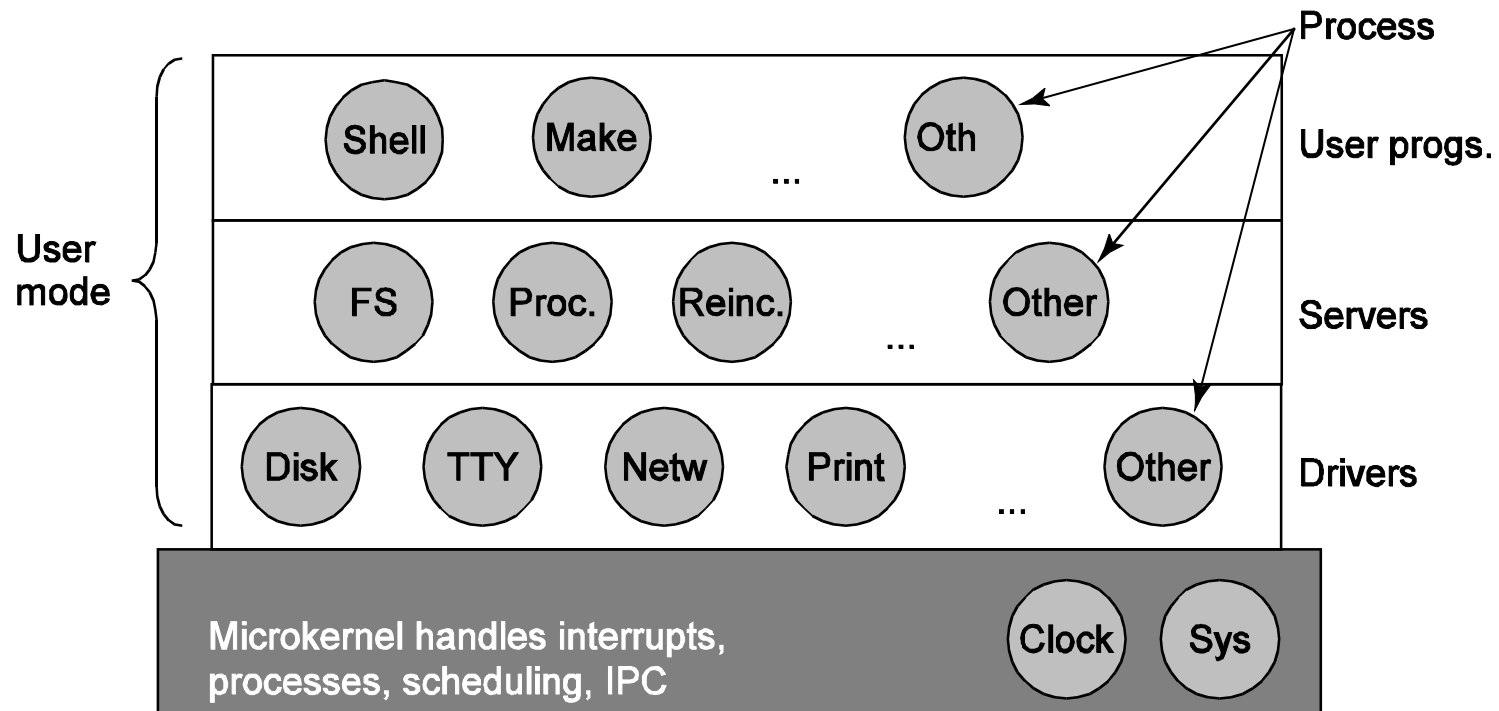 Process
Shell
Make
...
Oth
User progs.
User
mode
FS
Proc.
Reinc.
...
Other
Servers
Disk
TTY
Netw
Print
...
Other
Drivers
Microkernel handles interrupts,
processes, scheduling, IPC
Clock
Sys